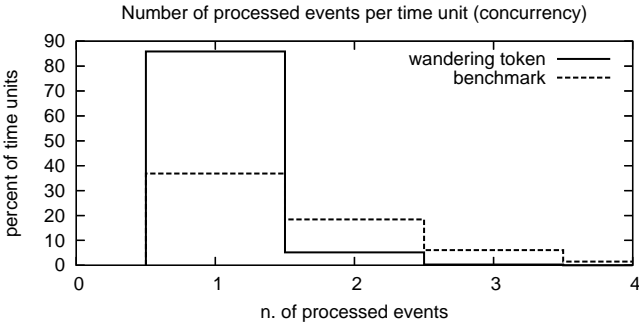 Number of processed events per time unit (concurrency)
percent of time units
90
80
70
60
50
40
30
20
10
0
wandering token
benchmark
0 1 2 3 4
n. of processed events